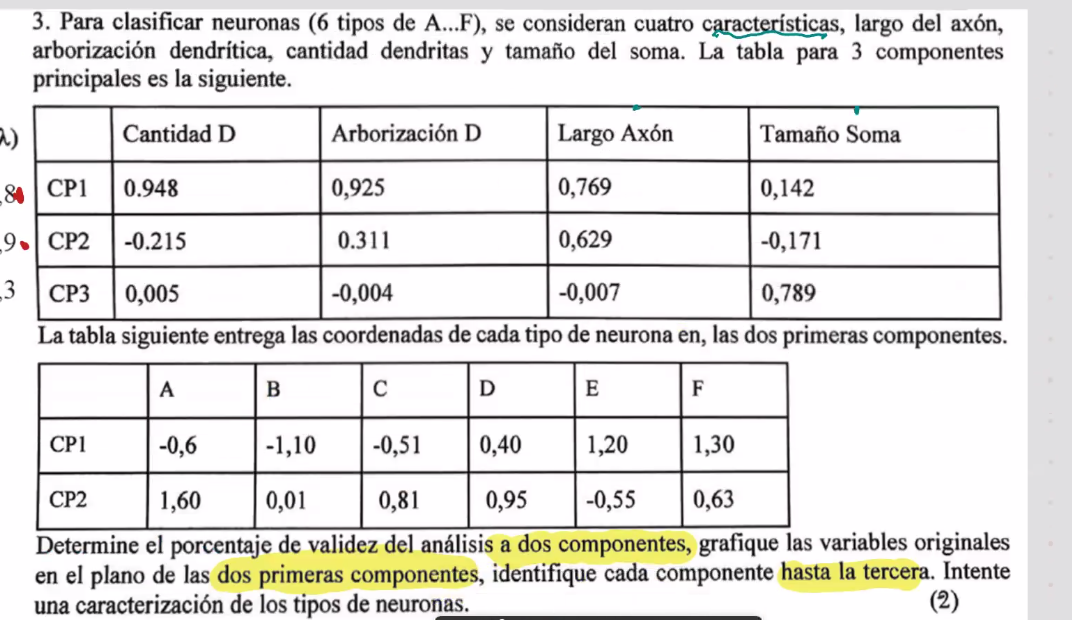 3. Para clasificar neuronas (6 tipos de A...F), se consideran cuatro características, largo del axón,
arborización dendrítica, cantidad dendritas y tamaño del soma. La tabla para 3 componentes
principales es la siguiente.
λ) Cantidad D Arborización D Largo Axón Tamaño Soma
,8 CP1 0.948 0,925 0,769 0,142
,9 CP2 -0.215 0.311 0,629 -0,171
,3 CP3 0,005 -0,004 -0,007 0,789
La tabla siguiente entrega las coordenadas de cada tipo de neurona en, las dos primeras componentes.
A B C D E F
CP1 -0,6 -1,10 -0,51 0,40 1,20 1,30
CP2 1,60 0,01 0,81 0,95 -0,55 0,63
Determine el porcentaje de validez del análisis a dos componentes, grafique las variables originales
en el plano de las dos primeras componentes, identifique cada componente hasta la tercera. Intente
una caracterización de los tipos de neuronas. (2)